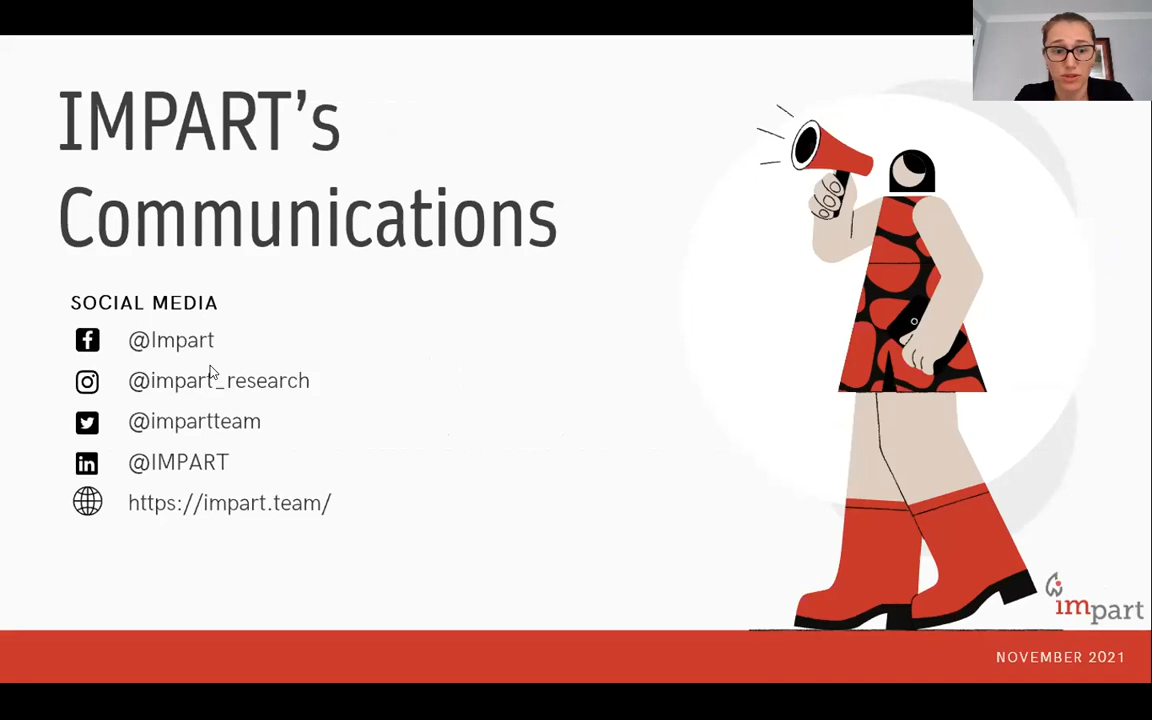 IMPART’s
Communications
SOCIAL MEDIA
@Impart
@impart_research
@impartteam
@IMPART
https://impart.team/
impart
NOVEMBER 2021